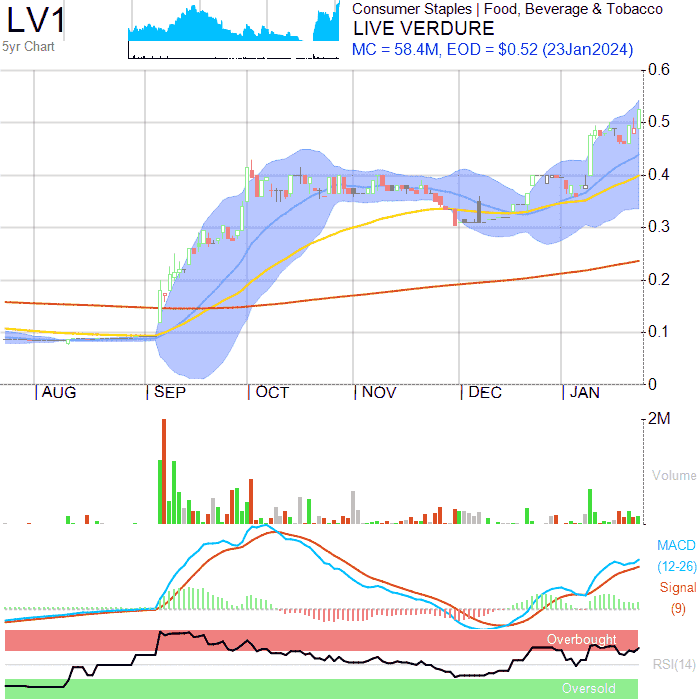 LV1
5yr Chart
Consumer Staples | Food, Beverage & Tobacco
LIVE VERDURE
MC = 58.4M, EOD = $0.52 (23Jan2024)
0.6
0.5
0.4
0.3
0.2
0.1
0
AUG SEP OCT NOV DEC JAN
2M
Volume
MACD
(12-26)
Signal
(9)
Overbought
RSI(14)
Oversold